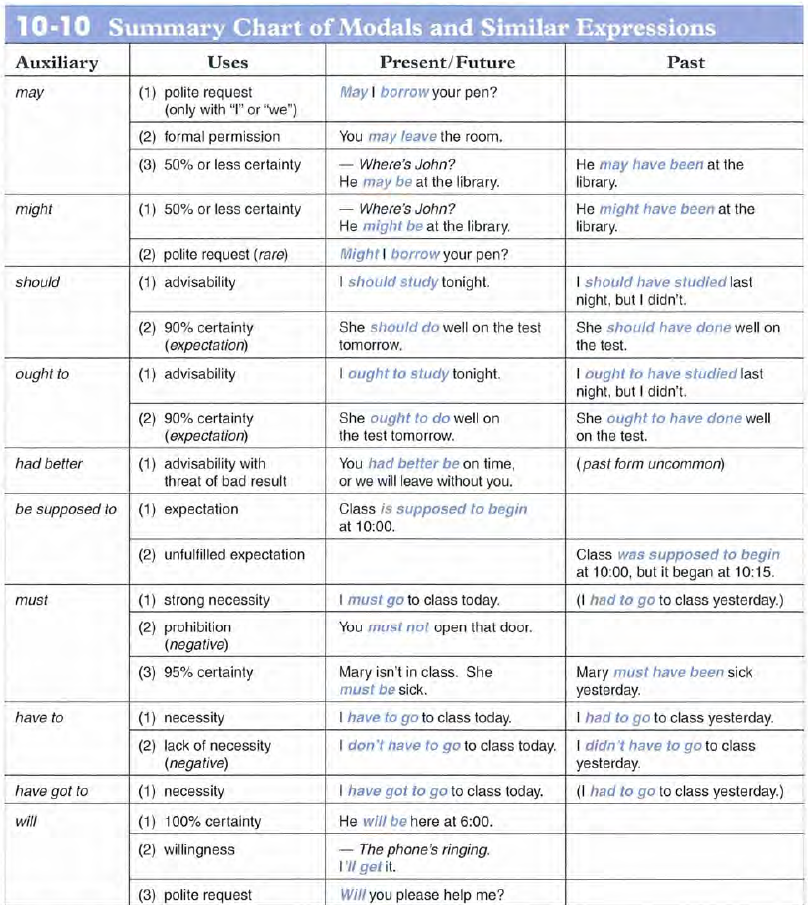 10-10 Summary Chart of Modals and Similar Expressions
Auxiliary Uses Present/Future Past
may (1) polite request May I borrow your pen?
(only with "I" or "we")
(2) formal permission You may leave the room.
(3) 50% or less certainty — Where's John? He may have been at the
He may be at the library. library.
might (1) 50% or less certainty — Where's John? He might have been at the
He might be at the library. library.
(2) polite request (rare) Might I borrow your pen?
should (1) advisability I should study tonight. I should have studied last
night, but I didn't.
(2) 90% certainty She should do well on the test She should have done well on
(expectation) tomorrow. the test.
ought to (1) advisability I ought to study tonight. I ought to have studied last
night, but I didn't.
(2) 90% certainty She ought to do well on She ought to have done well
(expectation) the test tomorrow. on the test.
had better (1) advisability with You had better be on time, (past form uncommon)
threat of bad result or we will leave without you.
be supposed to (1) expectation Class is supposed to begin
at 10:00.
(2) unfulfilled expectation Class was supposed to begin
at 10:00, but it began at 10:15.
must (1) strong necessity I must go to class today. (I had to go to class yesterday.)
(2) prohibition You must not open that door.
(negative)
(3) 95% certainty Mary isn't in class. She Mary must have been sick
must be sick. yesterday.
have to (1) necessity I have to go to class today. I had to go to class yesterday.
(2) lack of necessity I don't have to go to class today. I didn't have to go to class
(negative) yesterday.
have got to (1) necessity I have got to go to class today. (I had to go to class yesterday.)
will (1) 100% certainty He will be here at 6:00.
(2) willingness — The phone's ringing.
I'll get it.
(3) polite request Will you please help me?